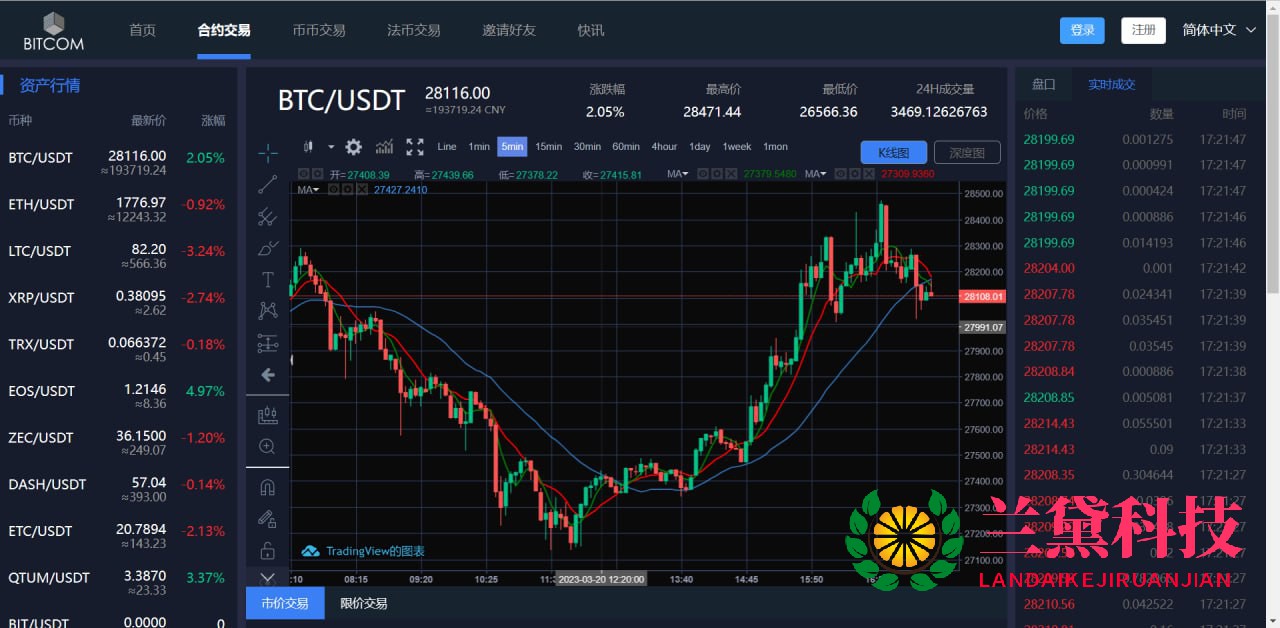 BITCOM
首页 合约交易 币币交易 法币交易 邀请好友 快讯 登录 注册 简体中文
资产行情
币种 最新价 涨幅
BTC/USDT 28116.00 2.05%
≈193719.24
ETH/USDT 1776.97 -0.92%
≈12243.32
LTC/USDT 82.20 -3.24%
≈566.36
XRP/USDT 0.38095 -2.74%
≈2.62
TRX/USDT 0.066372 -0.18%
≈0.45
EOS/USDT 1.2146 4.97%
≈8.36
ZEC/USDT 36.1500 -1.20%
≈249.07
DASH/USDT 57.04 -0.14%
≈393.00
ETC/USDT 20.7894 -2.13%
≈143.23
QTUM/USDT 3.3870 3.37%
≈23.33
BIT/USDT 0.0000 0
BTC/USDT
28116.00
≈193719.24 CNY
涨跌幅 最高价 最低价 24H成交量
2.05% 28471.44 26566.36 3469.12626763
Line 1min 5min 15min 30min 60min 4hour 1day 1week 1mon
K线图 深度图
开=27408.39 高=27439.66 低=27378.22 收=27415.81 MA 27379.5480 MA 27309.9360
MA 27427.2410
28500.00
28400.00
28300.00
28200.00
28108.01
27991.07
27900.00
27800.00
27700.00
27600.00
27500.00
27400.00
27300.00
27200.00
27100.00
27000.00
TradingView的图表
:10 08:15 09:20 10:25 11: 2023-03-20 12:20:00 13:40 14:45 15:50
市价交易 限价交易
盘口 实时成交
价格 数量 时间
28199.69 0.001275 17:21:47
28199.69 0.000991 17:21:47
28199.69 0.000424 17:21:47
28199.69 0.000886 17:21:46
28199.69 0.014193 17:21:46
28204.00 0.001 17:21:42
28207.78 0.024341 17:21:39
28207.78 0.035451 17:21:39
28207.78 0.03545 17:21:39
28208.84 0.000886 17:21:38
28208.85 0.005081 17:21:37
28214.43 0.055501 17:21:33
28214.43 0.09 17:21:33
28208.35 0.304644 17:21:27
28210.56 0.042522 17:21:27
兰黛科技
LANDAIKEJIRUANJIAN